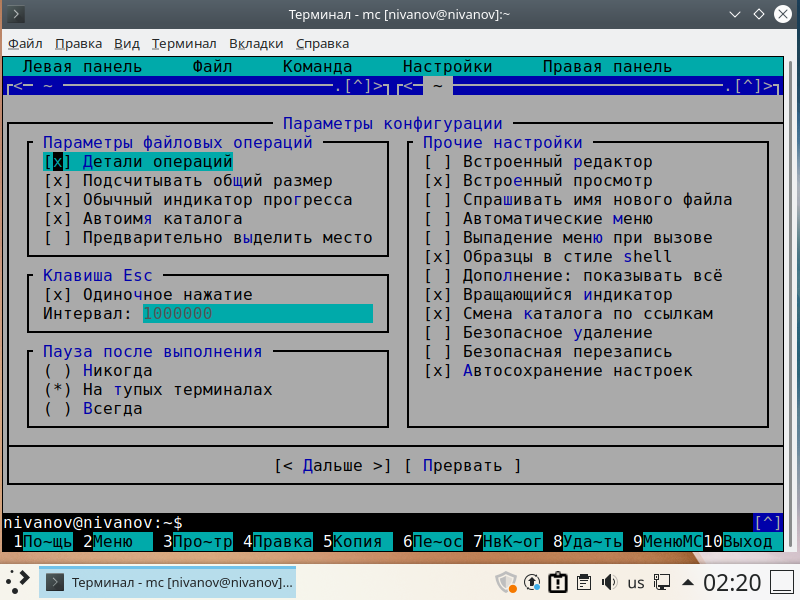 Терминал - mc [nivanov@nivanov]:~
Файл Правка Вид Терминал Вкладки Справка
Левая панель Файл Команда Настройки Правая панель
<─ ~ .[^]> <─ ~ .[^]>
Параметры конфигурации
Параметры файловых операций
[x] Детали операций
[x] Подсчитывать общий размер
[x] Обычный индикатор прогресса
[x] Автоимя каталога
[ ] Предварительно выделить место
Клавиша Esc
[x] Одиночное нажатие
Интервал: 1000000
Пауза после выполнения
( ) Никогда
(*) На тупых терминалах
( ) Всегда
Прочие настройки
[ ] Встроенный редактор
[x] Встроенный просмотр
[ ] Спрашивать имя нового файла
[ ] Автоматические меню
[ ] Выпадение меню при вызове
[x] Образцы в стиле shell
[ ] Дополнение: показывать всё
[x] Вращающийся индикатор
[x] Смена каталога по ссылкам
[ ] Безопасное удаление
[ ] Безопасная перезапись
[x] Автосохранение настроек
[< Дальше >] [ Прервать ]
nivanov@nivanov:~$ [^]
1По~щь 2Меню 3Про~тр 4Правка 5Копия 6Пе~ос 7НвК~ог 8Уда~ть 9МенюМС 10Выход
Терминал - mc [nivanov@nivanov]... us 02:20